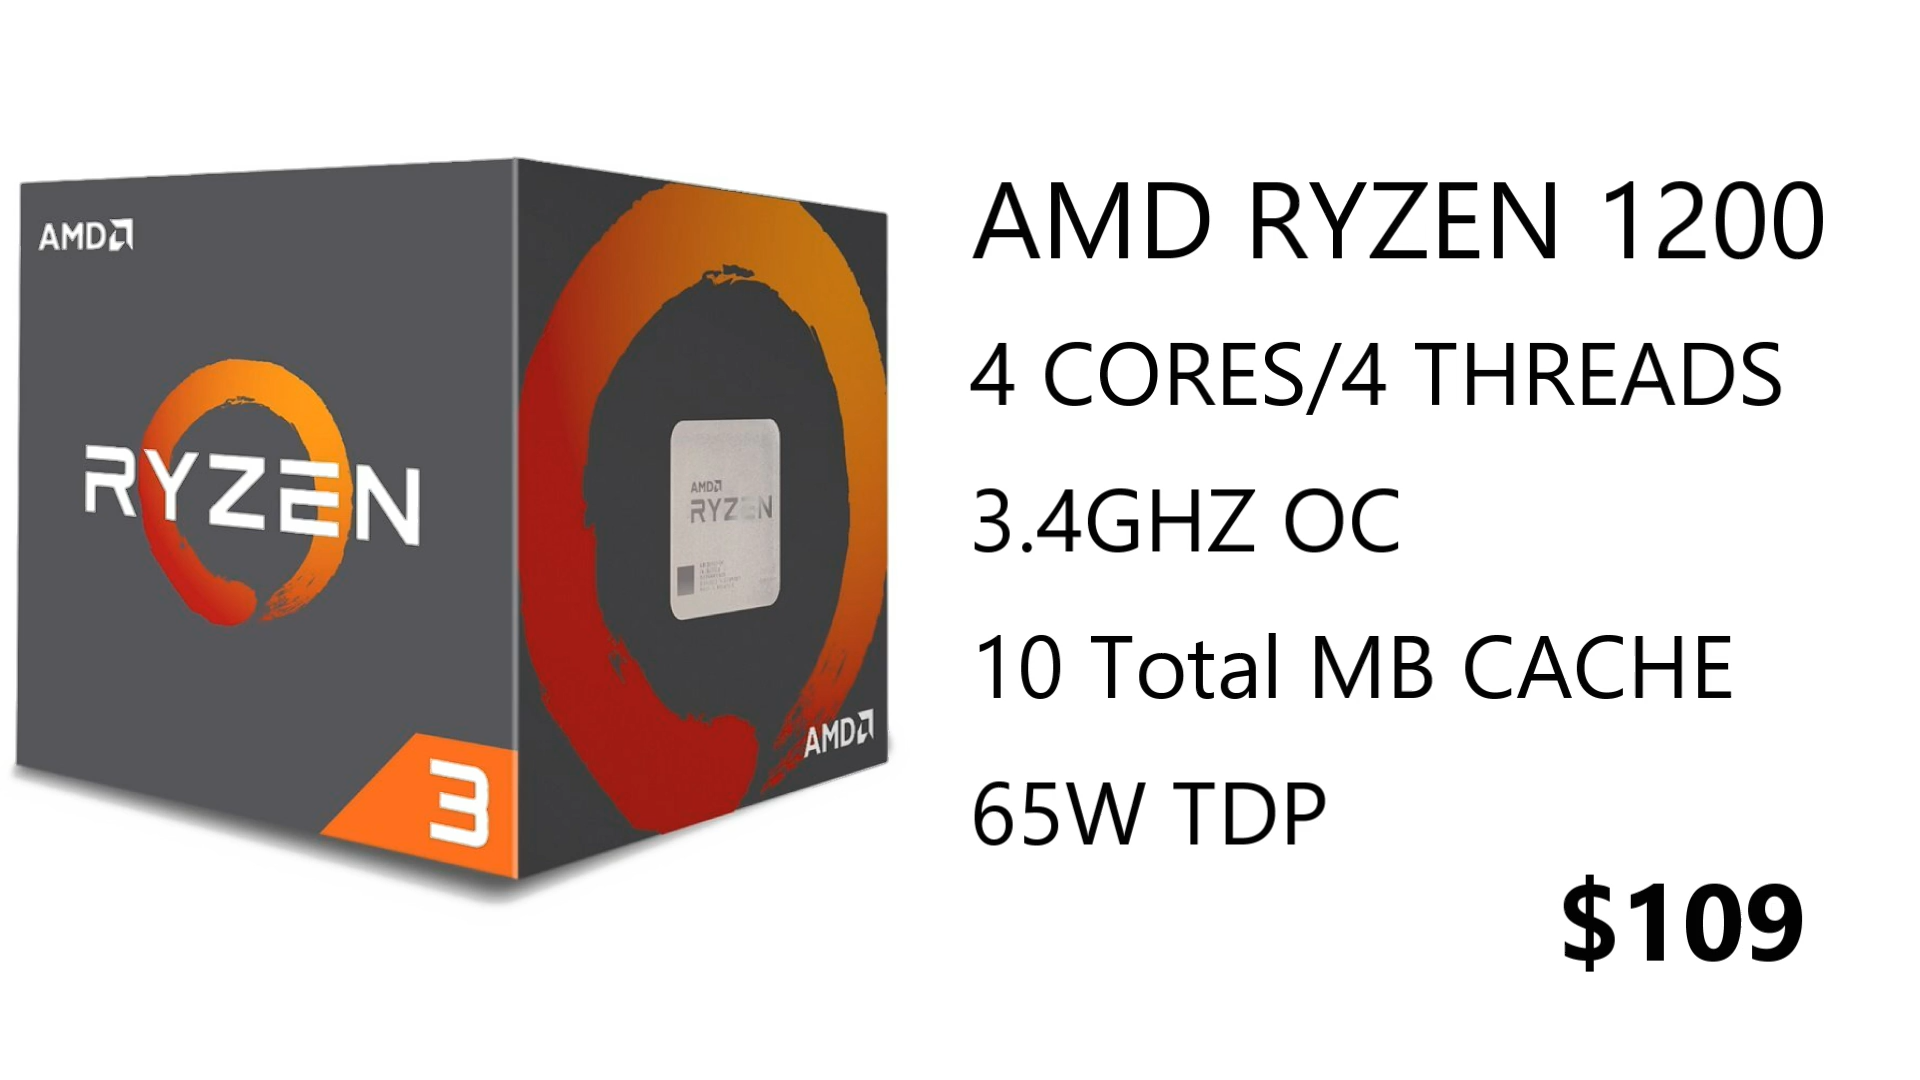 AMD
RYZEN
3
AMD
RYZEN
AMD
AMD RYZEN 1200
4 CORES/4 THREADS
3.4GHZ OC
10 Total MB CACHE
65W TDP
$109